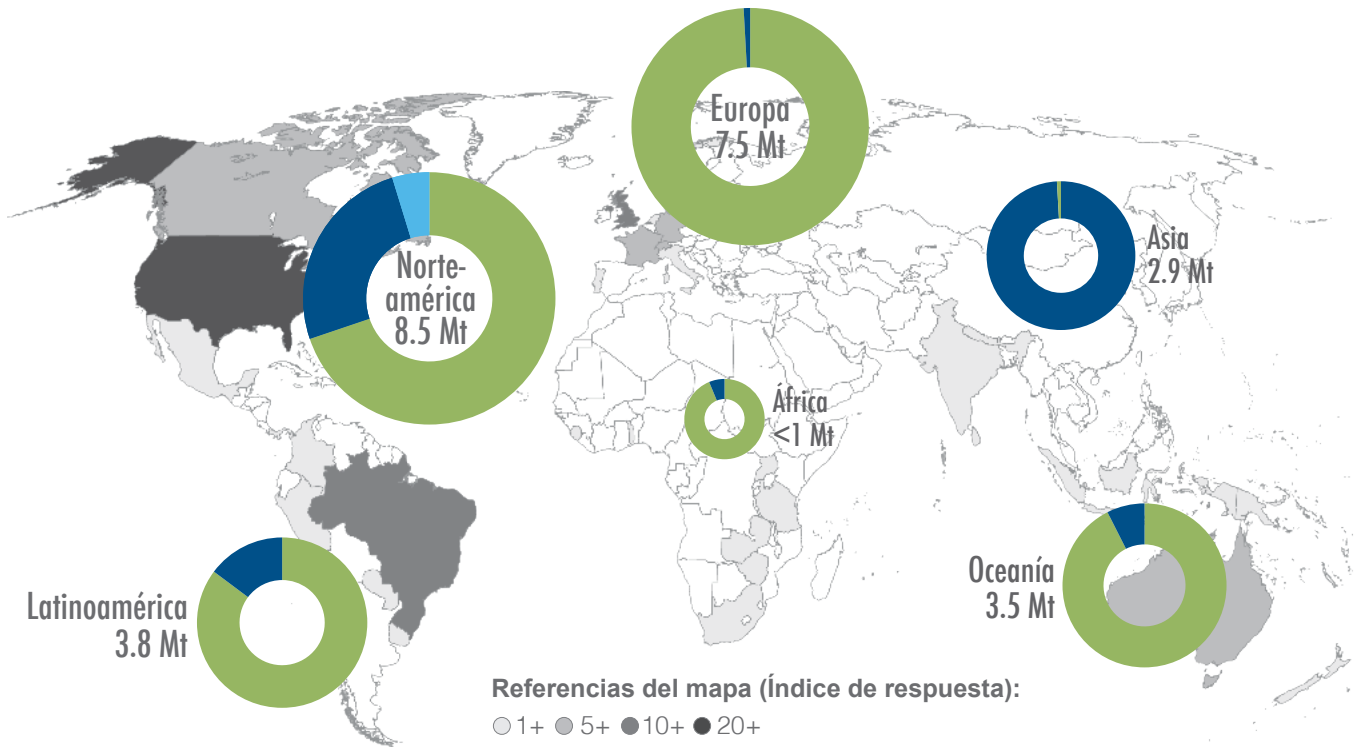 Europa
7.5 Mt
Norte-
américa
8.5 Mt
Asia
2.9 Mt
África
<1 Mt
Latinoamérica
3.8 Mt
Oceanía
3.5 Mt
Referencias del mapa (Índice de respuesta):
1+ 5+ 10+ 20+